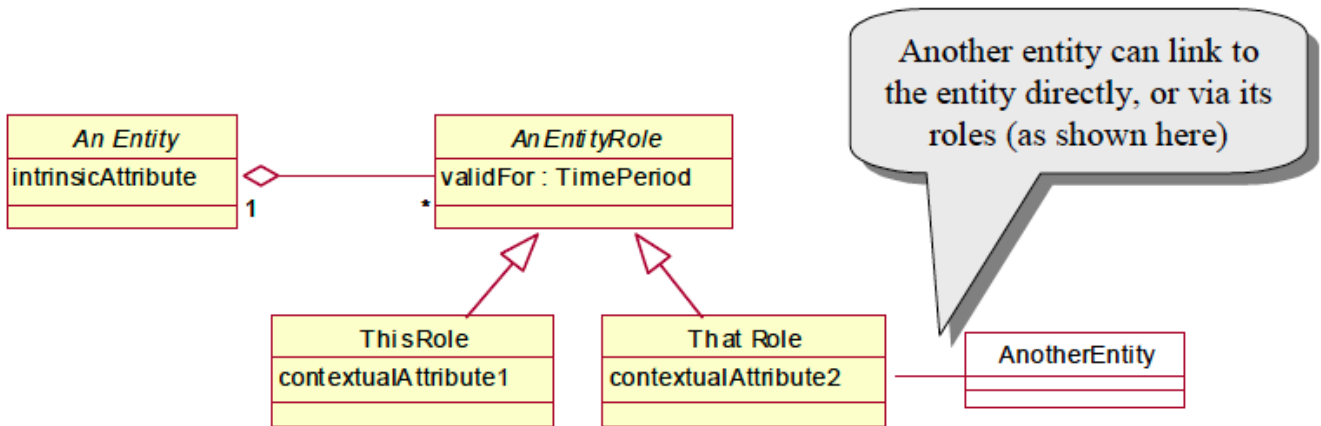 Another entity can link to
the entity directly, or via its
roles (as shown here)
An Entity
intrinsicAttribute
1
*
AnEntityRole
validFor : TimePeriod
ThisRole
contextualAttribute1
That Role
contextualAttribute2
AnotherEntity